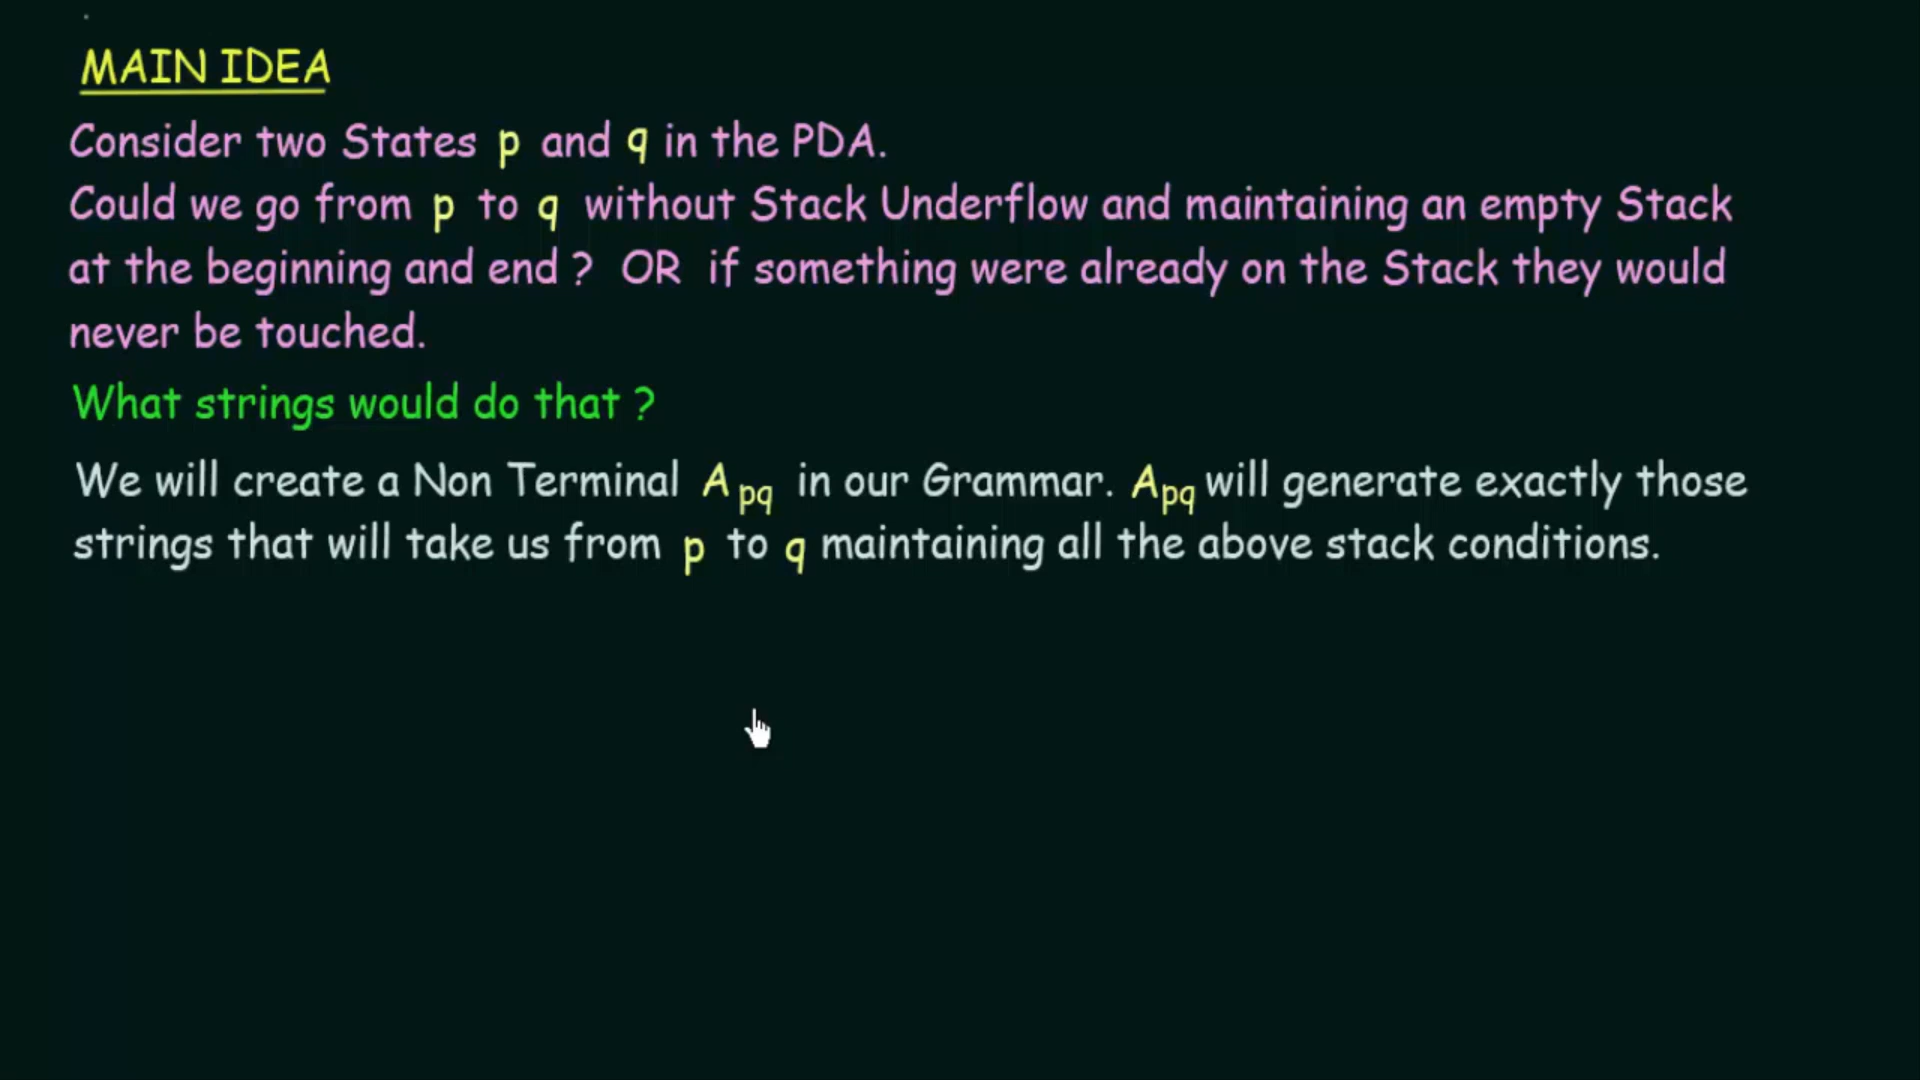 MAIN IDEA
Consider two States p and q in the PDA.
Could we go from p to q without Stack Underflow and maintaining an empty Stack
at the beginning and end ? OR if something were already on the Stack they would
never be touched.
What strings would do that ?
We will create a Non Terminal A pq in our Grammar. Apq will generate exactly those
strings that will take us from p to q maintaining all the above stack conditions.